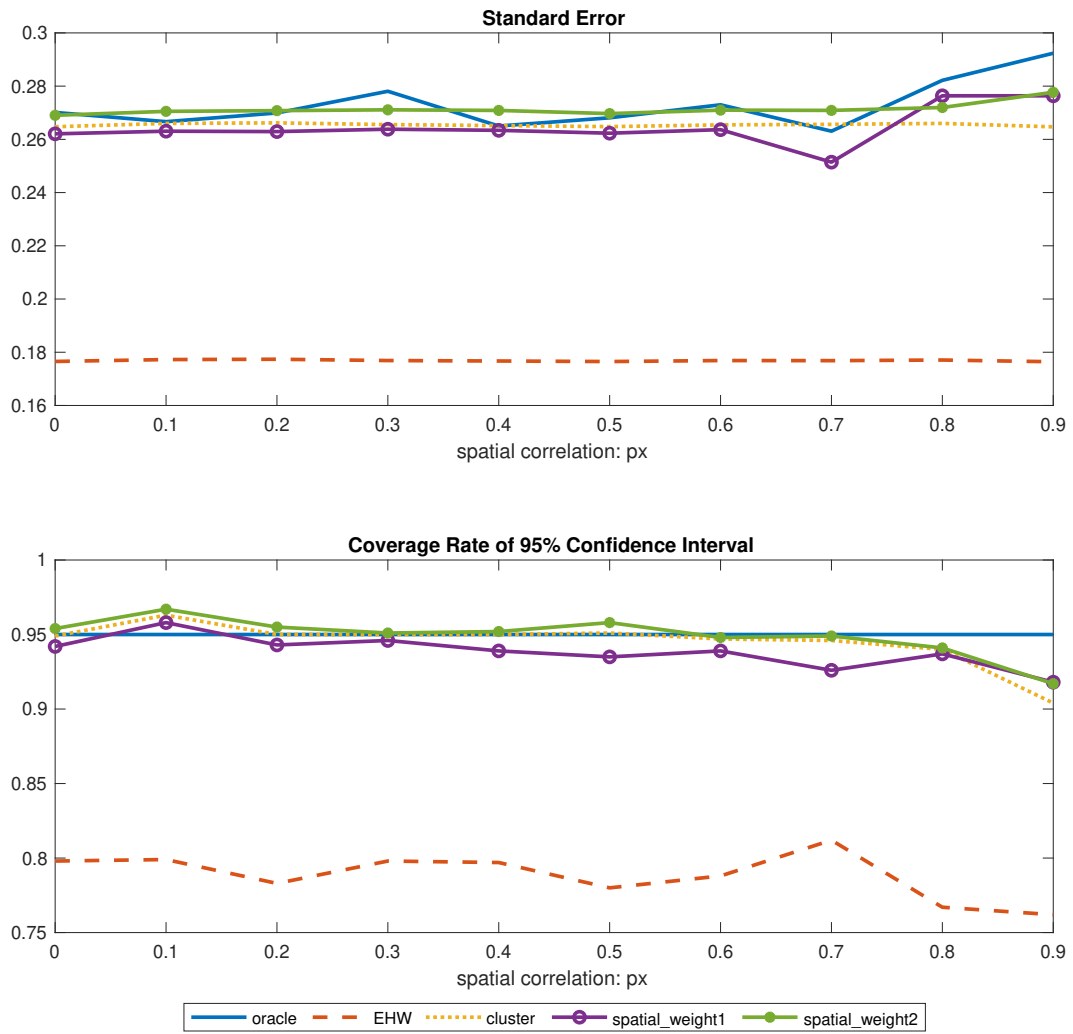 Standard Error
0.3
0.28
0.26
0.24
0.22
0.2
0.18
0.16
0 0.1 0.2 0.3 0.4 0.5 0.6 0.7 0.8 0.9
spatial correlation: px
Coverage Rate of 95% Confidence Interval
1
0.95
0.9
0.85
0.8
0.75
0 0.1 0.2 0.3 0.4 0.5 0.6 0.7 0.8 0.9
spatial correlation: px
oracle EHW cluster spatial_weight1 spatial_weight2